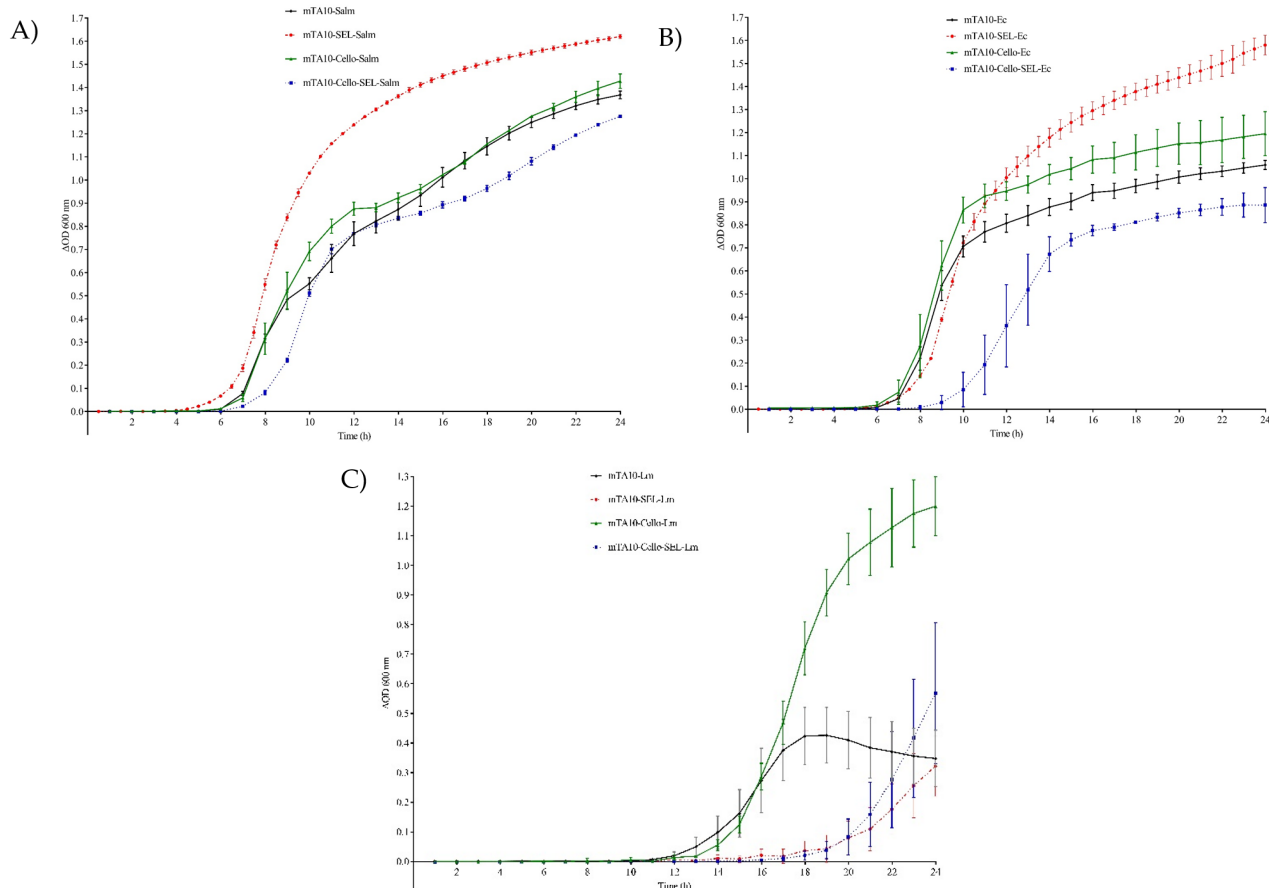 A)
mTA10-Salm
mTA10-SEL-Salm
mTA10-Cello-Salm
mTA10-Cello-SEL-Salm
1.7
1.6
1.5
1.4
1.3
1.2
1.1
1.0
0.9
0.8
0.7
0.6
0.5
0.4
0.3
0.2
0.1
0.0
ΔOD 600 nm
2 4 6 8 10 12 14 16 18 20 22 24
Time (h)
B)
mTA10-Ec
mTA10-SEL-Ec
mTA10-Cello-Ec
mTA10-Cello-SEL-Ec
1.7
1.6
1.5
1.4
1.3
1.2
1.1
1.0
0.9
0.8
0.7
0.6
0.5
0.4
0.3
0.2
0.1
0.0
ΔOD 600 nm
2 4 6 8 10 12 14 16 18 20 22 24
Time (h)
C)
mTA10-Lm
mTA10-SEL-Lm
mTA10-Cello-Lm
mTA10-Cello-SEL-Lm
1.3
1.2
1.1
1.0
0.9
0.8
0.7
0.6
0.5
0.4
0.3
0.2
0.1
0.0
ΔOD 600 nm
2 4 6 8 10 12 14 16 18 20 22 24
Time (h)